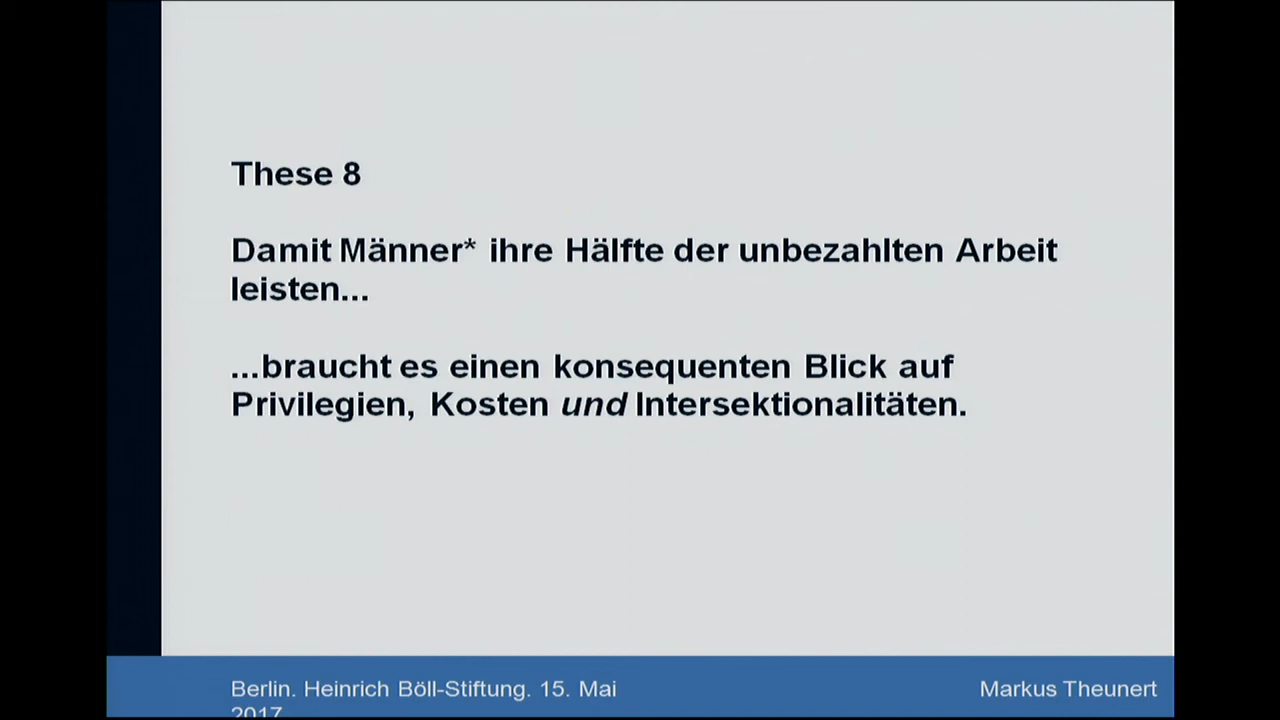 These 8
Damit Männer* ihre Hälfte der unbezahlten Arbeit
leisten...
...braucht es einen konsequenten Blick auf
Privilegien, Kosten und Intersektionalitäten.
Berlin. Heinrich Böll-Stiftung. 15. Mai
2017
Markus Theunert